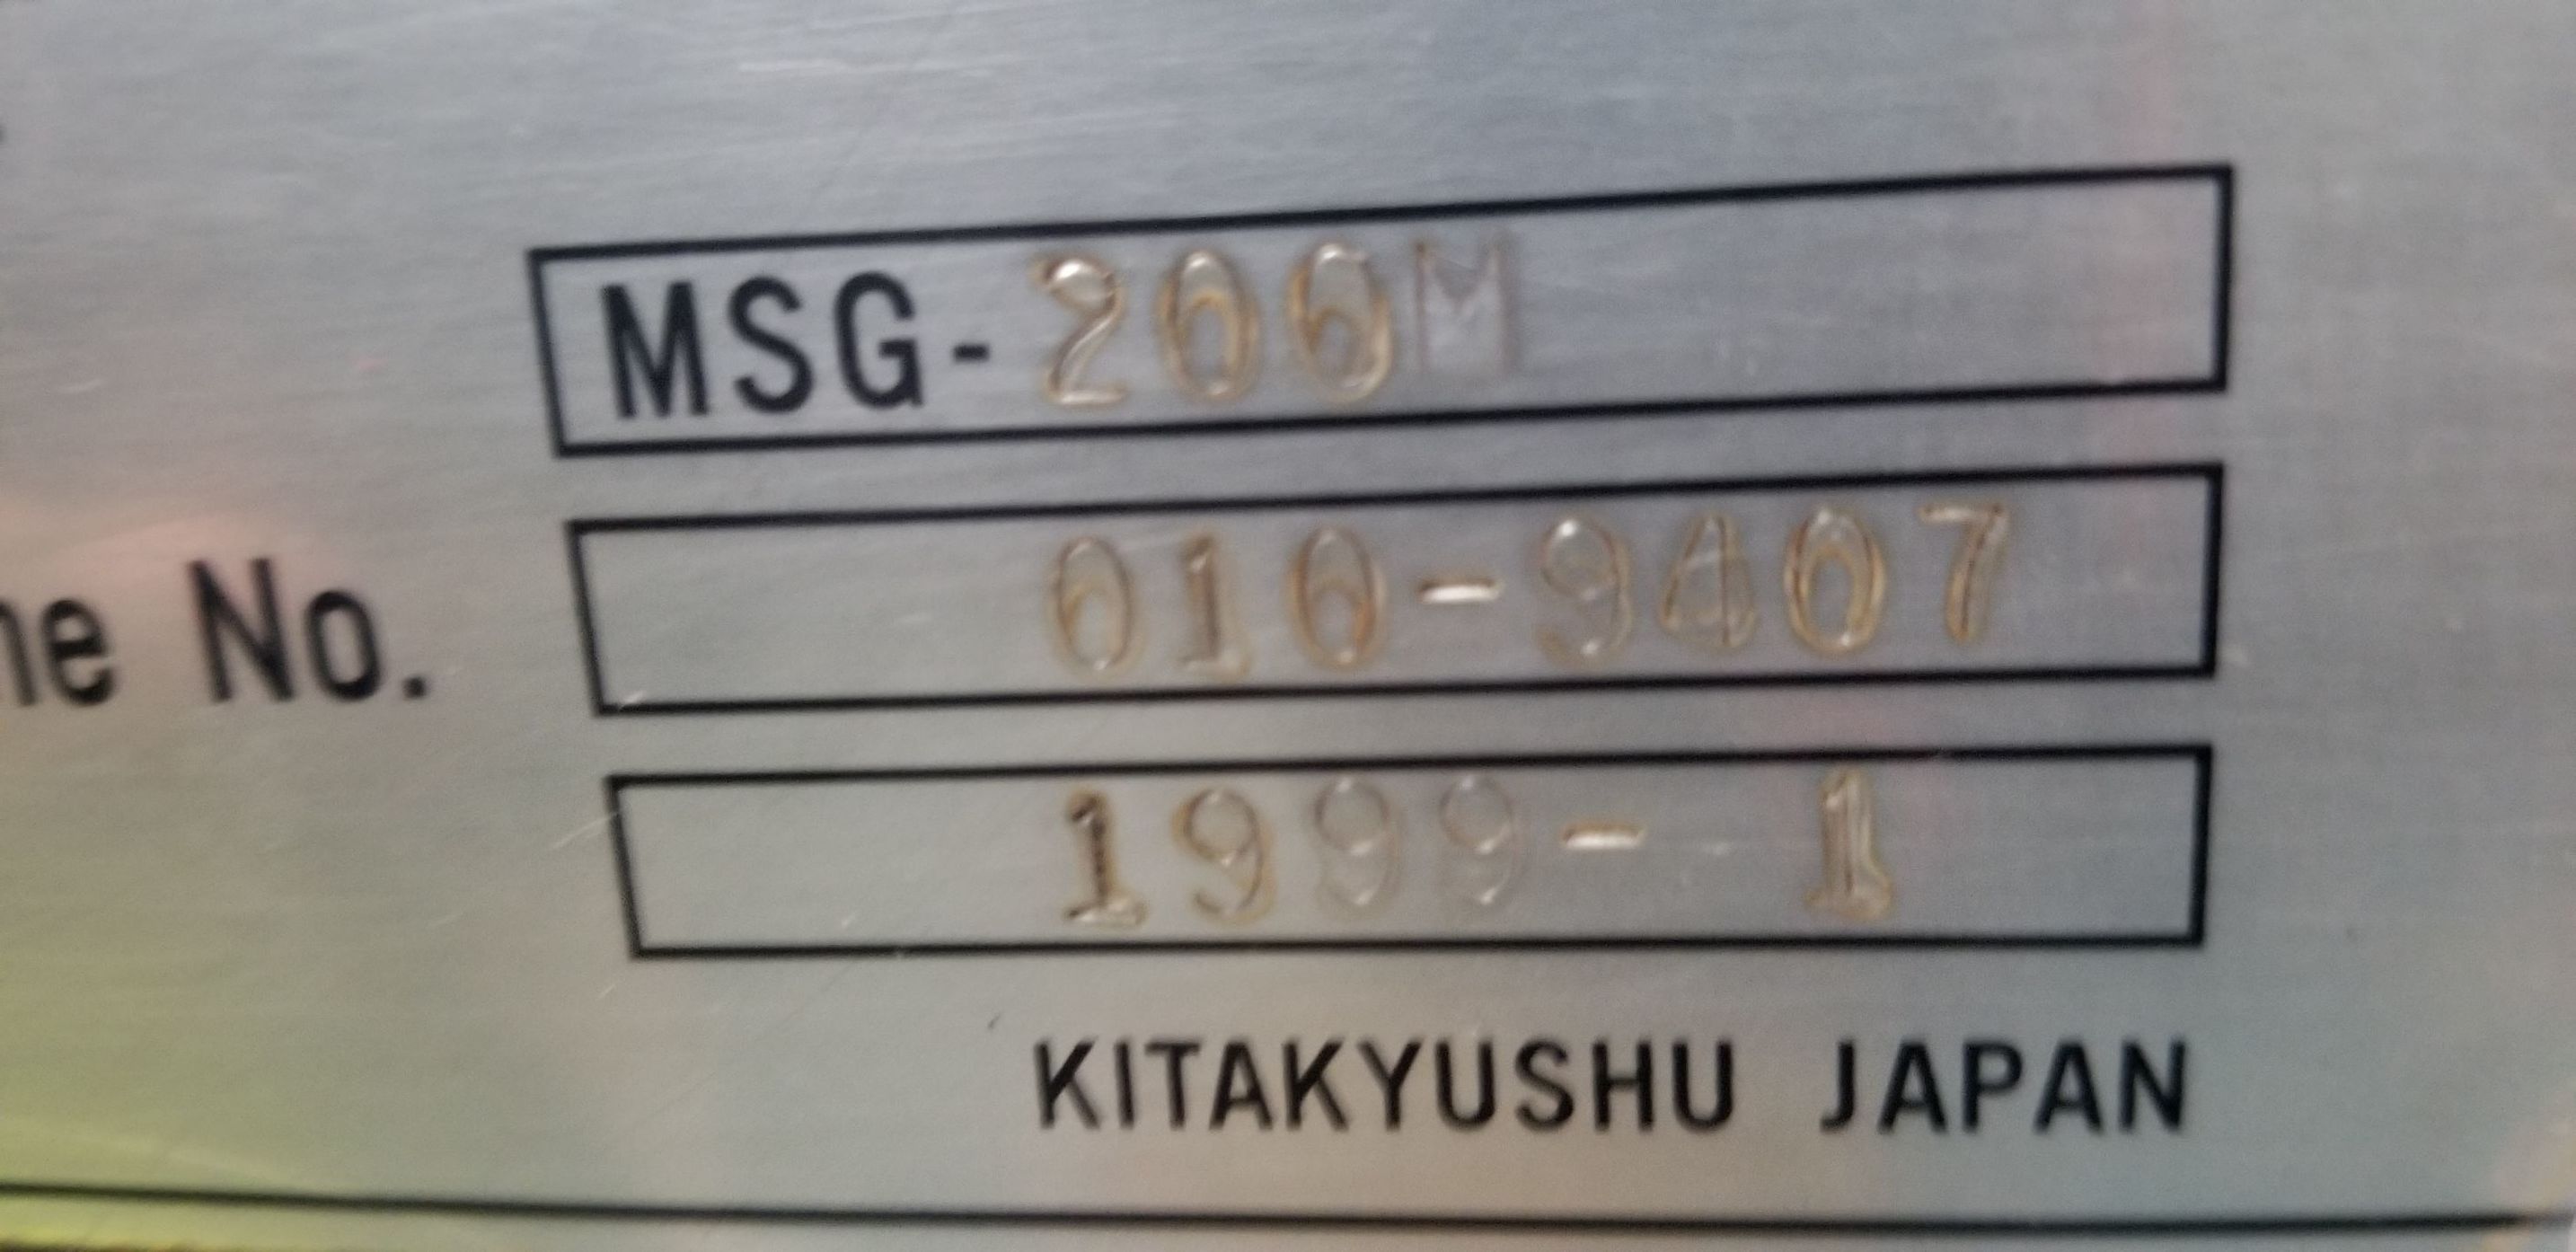 MSG-200M
ne No. 010-9407
1999- 1
KITAKYUSHU JAPAN